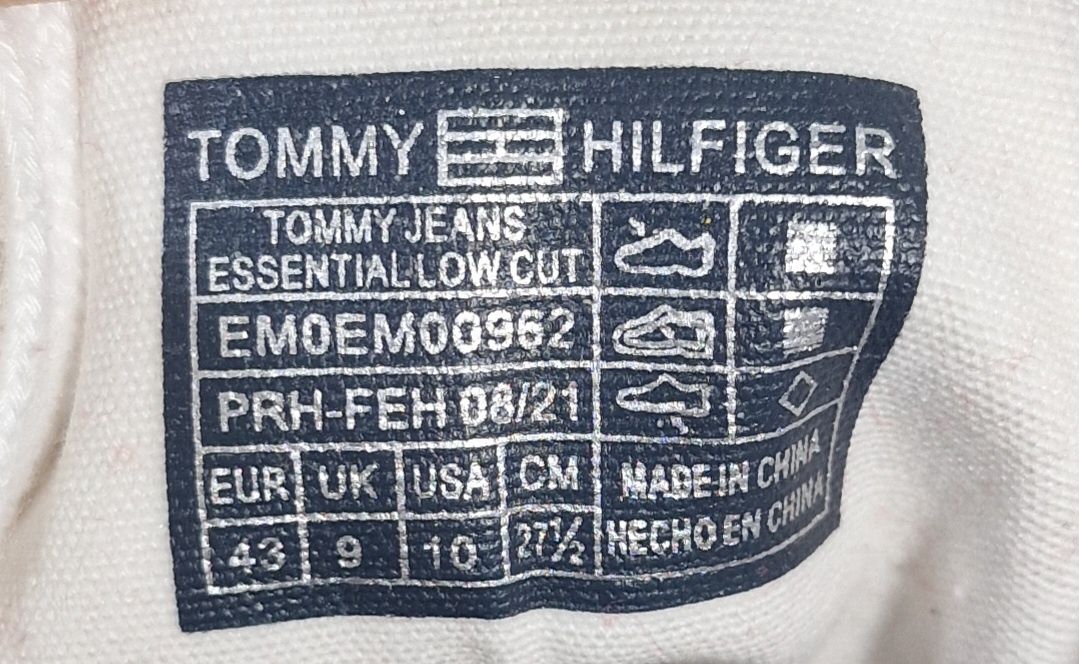 TOMMY HILFIGER
TOMMY JEANS
ESSENTIAL LOW CUT
EM0EM00962
PRH-FEH 08/21
EUR UK USA CM
43 9 10 27½
MADE IN CHINA
HECHO EN CHINA